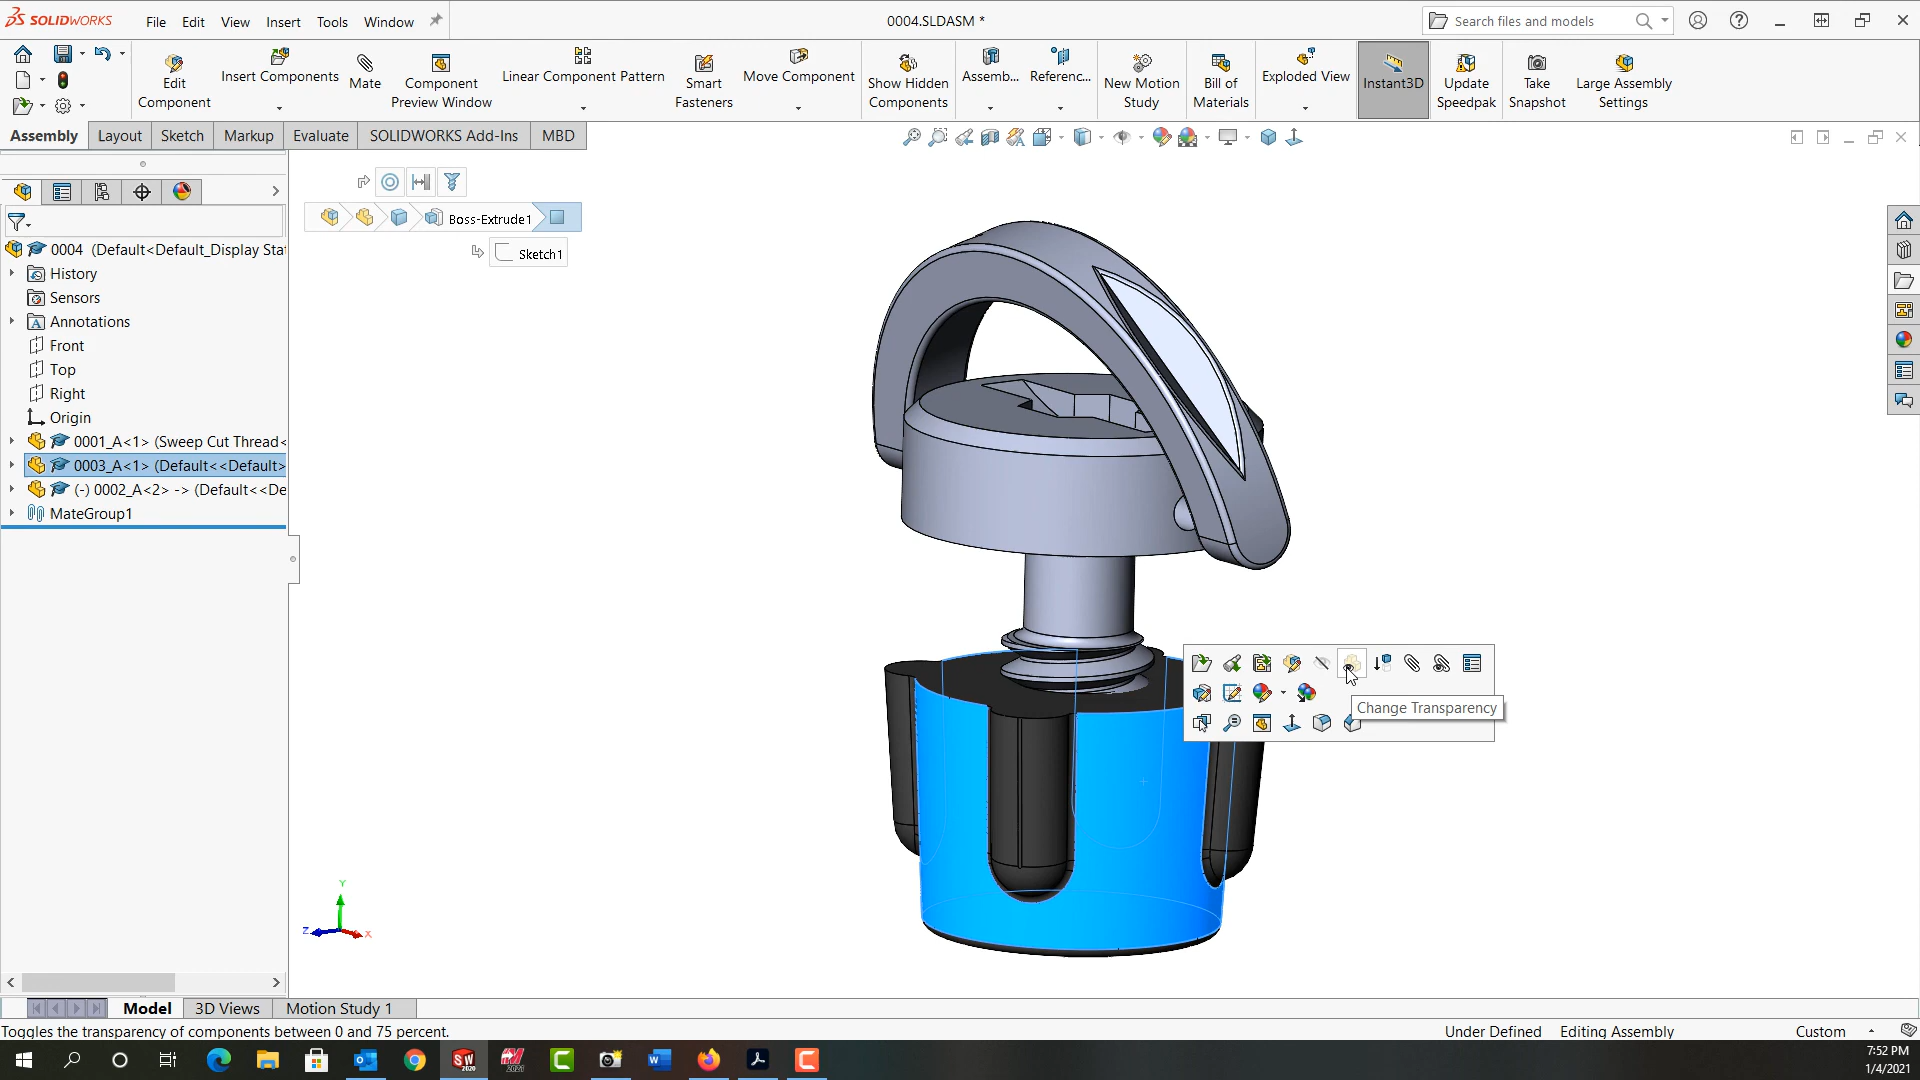 SOLIDWORKS File Edit View Insert Tools Window 0004.SLDASM * Search files and models
Edit Component
Insert Components
Mate
Component Preview Window
Linear Component Pattern
Smart Fasteners
Move Component
Show Hidden Components
Assemb...
Referenc...
New Motion Study
Bill of Materials
Exploded View
Instant3D
Update Speedpak
Take Snapshot
Large Assembly Settings
Assembly Layout Sketch Markup Evaluate SOLIDWORKS Add-Ins MBD
Boss-Extrude1
Sketch1
0004 (Default<Default_Display Sta
History
Sensors
Annotations
Front
Top
Right
Origin
0001_A<1> (Sweep Cut Thread<
0003_A<1> (Default<<Default>
(-) 0002_A<2> -> (Default<<De
MateGroup1
Change Transparency
Y
Z
X
Model 3D Views Motion Study 1
Toggles the transparency of components between 0 and 75 percent. Under Defined Editing Assembly Custom
7:52 PM
1/4/2021